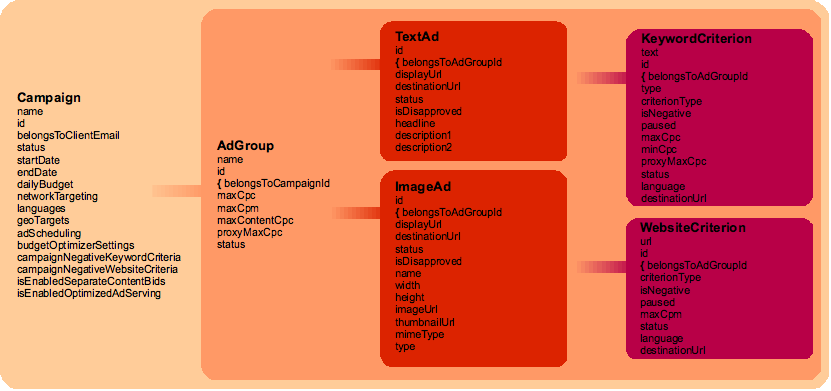 Campaign
name
id
belongsToClientEmail
status
startDate
endDate
dailyBudget
networkTargeting
languages
geoTargets
adScheduling
budgetOptimizerSettings
campaignNegativeKeywordCriteria
campaignNegativeWebsiteCriteria
isEnabledSeparateContentBids
isEnabledOptimizedAdServing
AdGroup
name
id
{ belongsToCampaignId
maxCpc
maxCpm
maxContentCpc
proxyMaxCpc
status
TextAd
id
{ belongsToAdGroupId
displayUrl
destinationUrl
status
isDisapproved
headline
description1
description2
ImageAd
id
{ belongsToAdGroupId
displayUrl
destinationUrl
status
isDisapproved
name
width
height
imageUrl
thumbnailUrl
mimeType
type
KeywordCriterion
text
id
{ belongsToAdGroupId
type
criterionType
isNegative
paused
maxCpc
minCpc
proxyMaxCpc
status
language
destinationUrl
WebsiteCriterion
url
id
{ belongsToAdGroupId
criterionType
isNegative
paused
maxCpm
status
language
destinationUrl